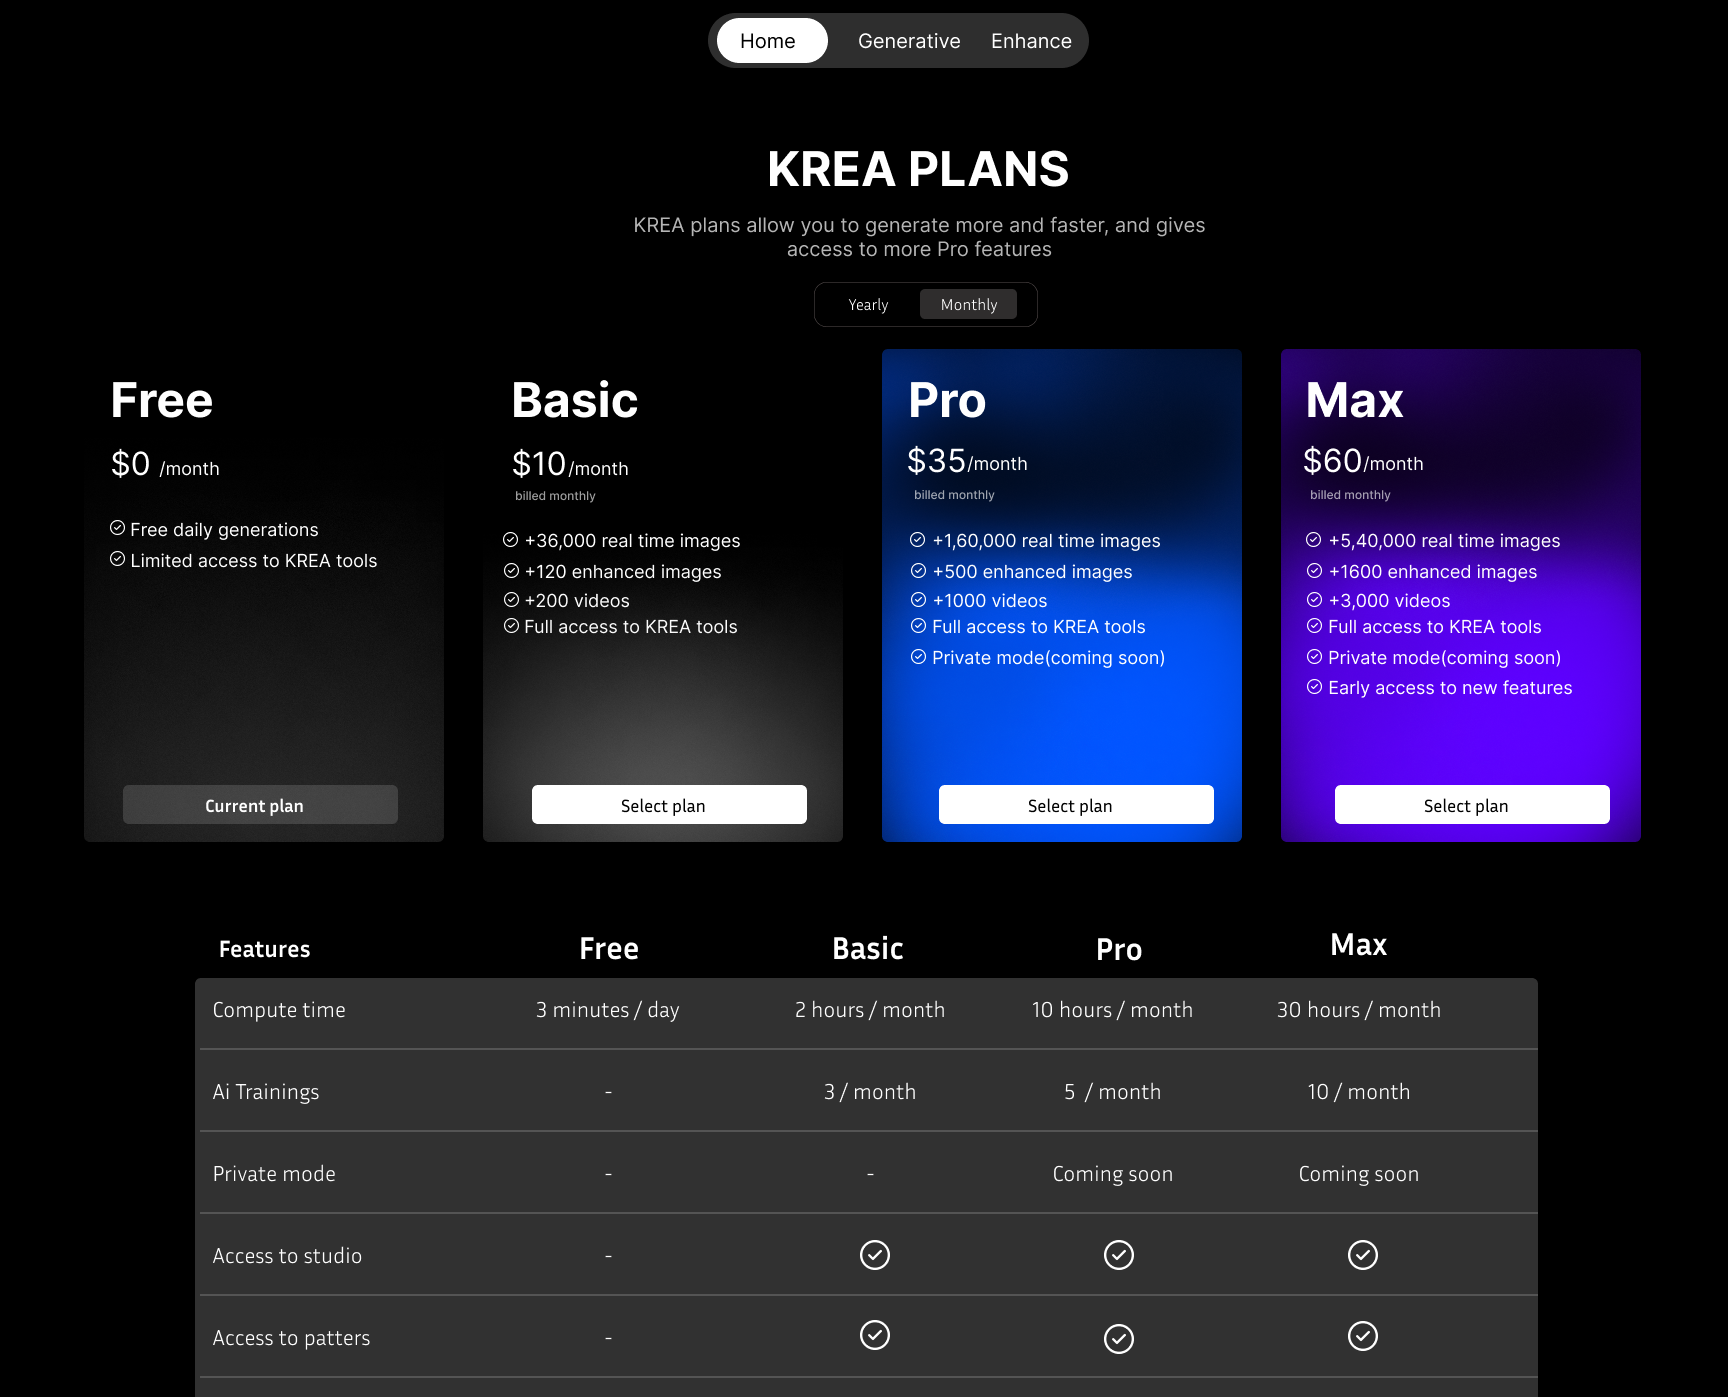 Home Generative Enhance
KREA PLANS
KREA plans allow you to generate more and faster, and gives
access to more Pro features
Yearly Monthly
Free
$0 /month
Free daily generations
Limited access to KREA tools
Current plan
Basic
$10/month
billed monthly
+36,000 real time images
+120 enhanced images
+200 videos
Full access to KREA tools
Select plan
Pro
$35/month
billed monthly
+1,60,000 real time images
+500 enhanced images
+1000 videos
Full access to KREA tools
Private mode(coming soon)
Select plan
Max
$60/month
billed monthly
+5,40,000 real time images
+1600 enhanced images
+3,000 videos
Full access to KREA tools
Private mode(coming soon)
Early access to new features
Select plan
Features Free Basic Pro Max
Compute time 3 minutes / day 2 hours / month 10 hours / month 30 hours / month
Ai Trainings - 3 / month 5 / month 10 / month
Private mode - - Coming soon Coming soon
Access to studio -
Access to patters -